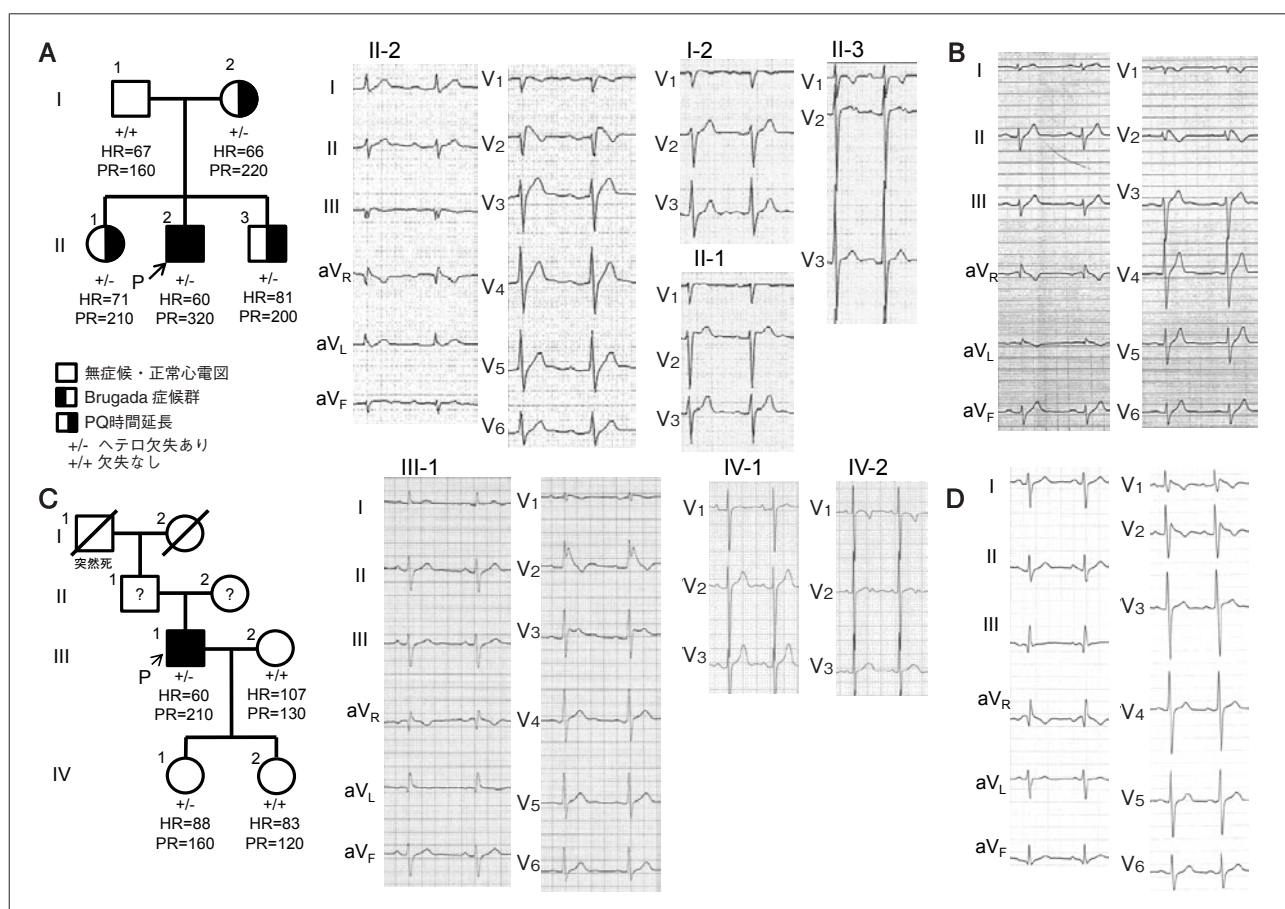 A
1
2
I
+/+
HR=67
PR=160
+/-
HR=66
PR=220
1
2
3
II
P
+/-
HR=71
PR=210
+/-
HR=60
PR=320
+/-
HR=81
PR=200
無症候・正常心電図
Brugada 症候群
PQ時間延長
+/- ヘテロ欠失あり
+/+ 欠失なし
II-2
I
II
III
aVR
aVL
aVF
V1
V2
V3
V4
V5
V6
I-2
V1
V2
V3
II-1
V1
V2
V3
II-3
V1
V2
V3
B
I
II
III
aVR
aVL
aVF
V1
V2
V3
V4
V5
V6
C
1
2
I
突然死
1
2
II
?
?
1
2
III
P
+/-
HR=60
PR=210
+/+
HR=107
PR=130
1
2
IV
+/-
HR=88
PR=160
+/+
HR=83
PR=120
III-1
I
II
III
aVR
aVL
aVF
V1
V2
V3
V4
V5
V6
IV-1
V1
V2
V3
IV-2
V1
V2
V3
D
I
II
III
aVR
aVL
aVF
V1
V2
V3
V4
V5
V6